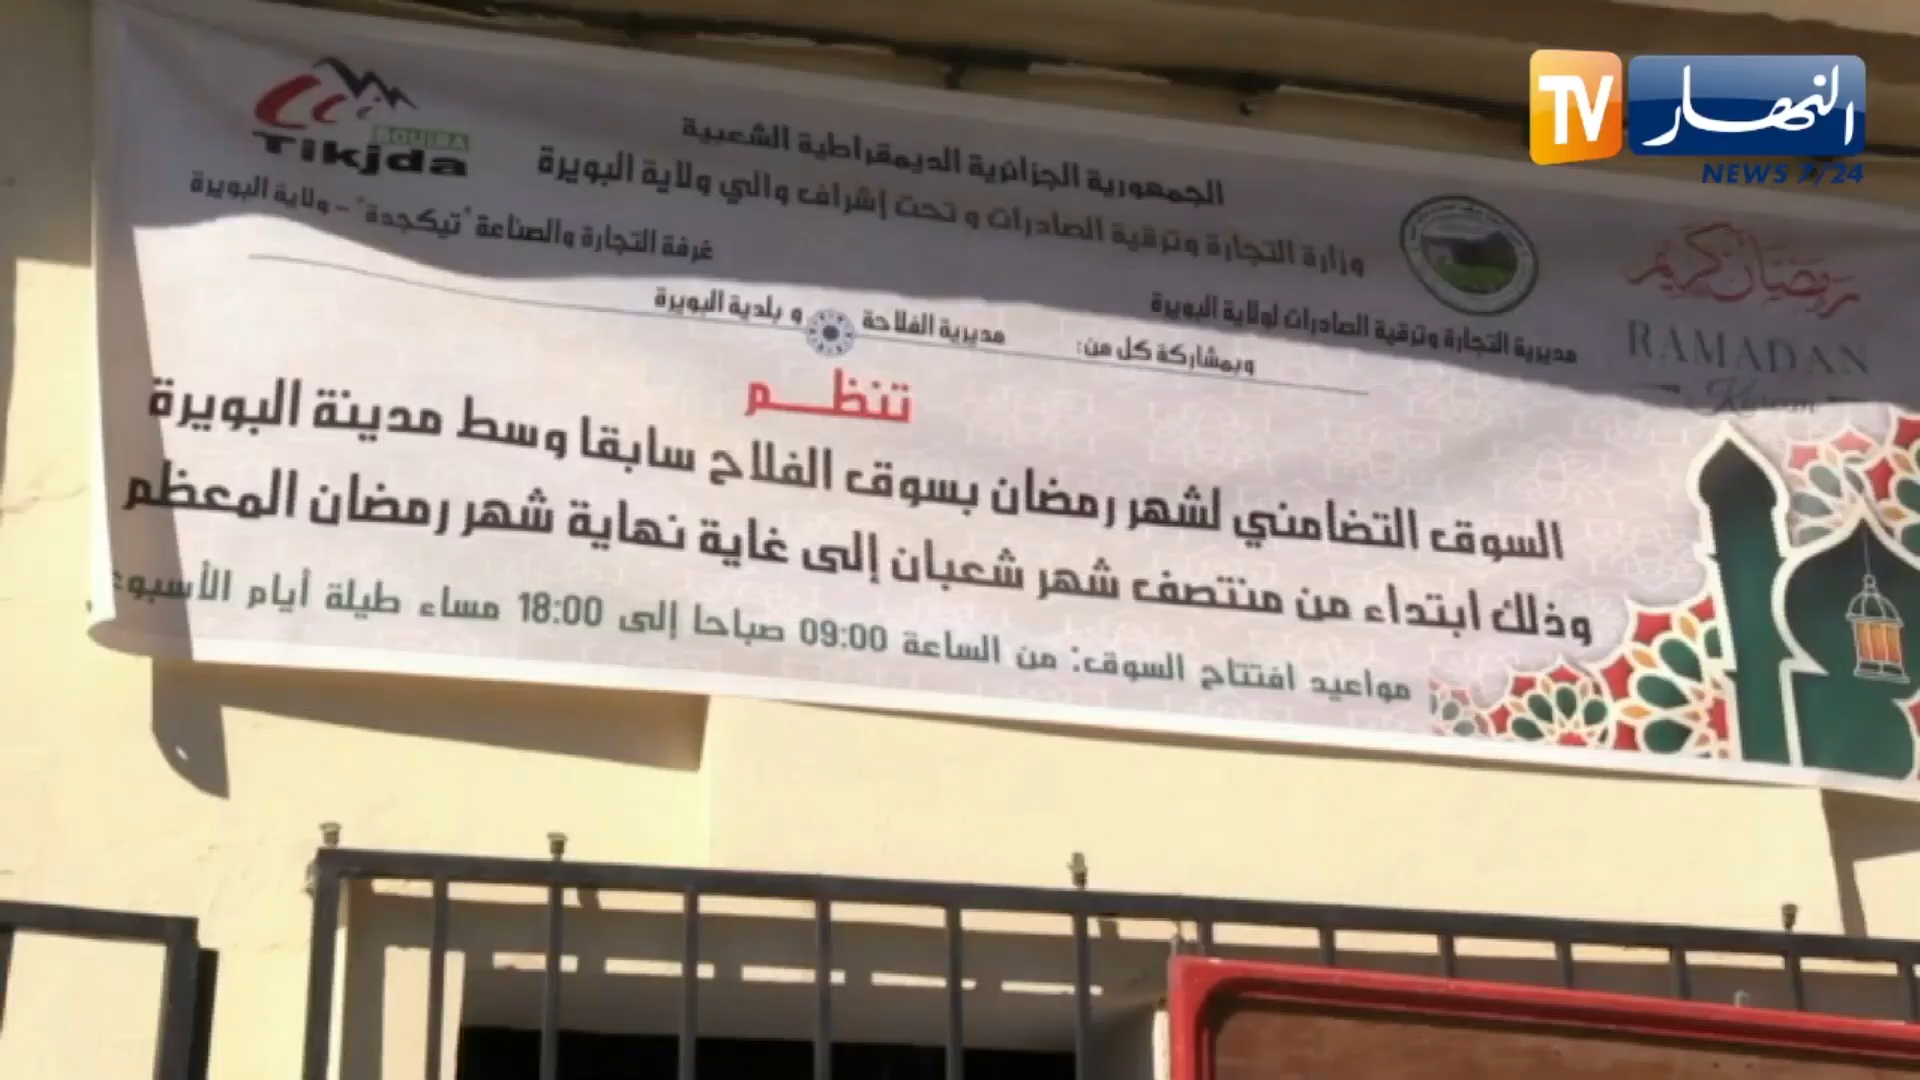 النهار TV
NEWS 7/24
CCI
BOUIRA
Tikjda
رمضان كريم
RAMADAN
Kareem
الجمهورية الجزائرية الديمقراطية الشعبية
وزارة التجارة وترقية الصادرات و تحت إشراف والي ولاية البويرة
مديرية التجارة وترقية الصادرات لولاية البويرة
غرفة التجارة والصناعة "تيكجدة" - ولاية البويرة
وبمشاركة كل من: مديرية الفلاحة و بلدية البويرة
تنظم
السوق التضامني لشهر رمضان بسوق الفلاح سابقا وسط مدينة البويرة
وذلك ابتداء من منتصف شهر شعبان إلى غاية نهاية شهر رمضان المعظم
مواعيد افتتاح السوق: من الساعة 09:00 صباحا إلى 18:00 مساء طيلة أيام الأسبوع